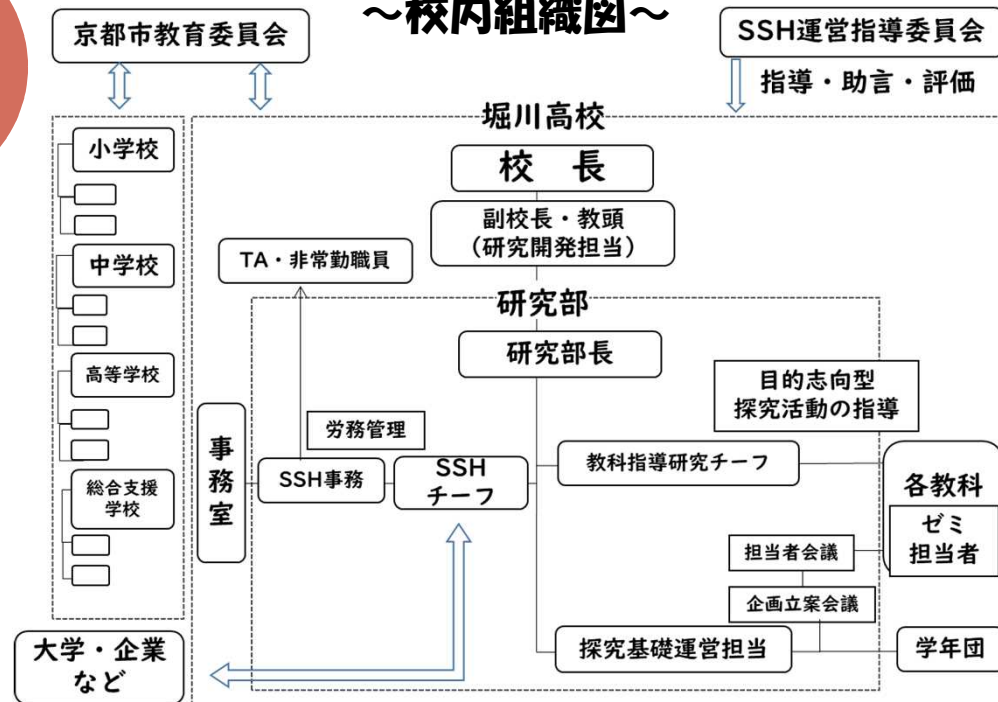 ~校内組織図~
京都市教育委員会
SSH運営指導委員会
指導・助言・評価
堀川高校
小学校
校 長
副校長・教頭
(研究開発担当)
TA・非常勤職員
中学校
研究部
研究部長
高等学校
目的志向型
探究活動の指導
労務管理
事務室
SSH事務
SSH
チーフ
教科指導研究チーフ
各教科
総合支援
学校
ゼミ
担当者
担当者会議
企画立案会議
大学・企業
など
探究基礎運営担当
学年団